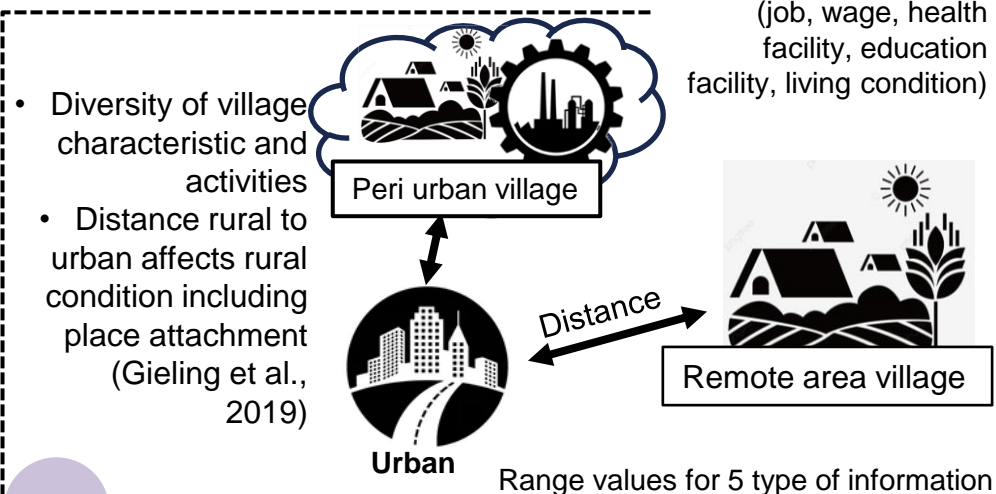 (job, wage, health
facility, education
facility, living condition)
• Diversity of village
characteristic and
activities
• Distance rural to
urban affects rural
condition including
place attachment
(Gieling et al.,
2019)
Peri urban village
Distance
Remote area village
Urban
Range values for 5 type of information